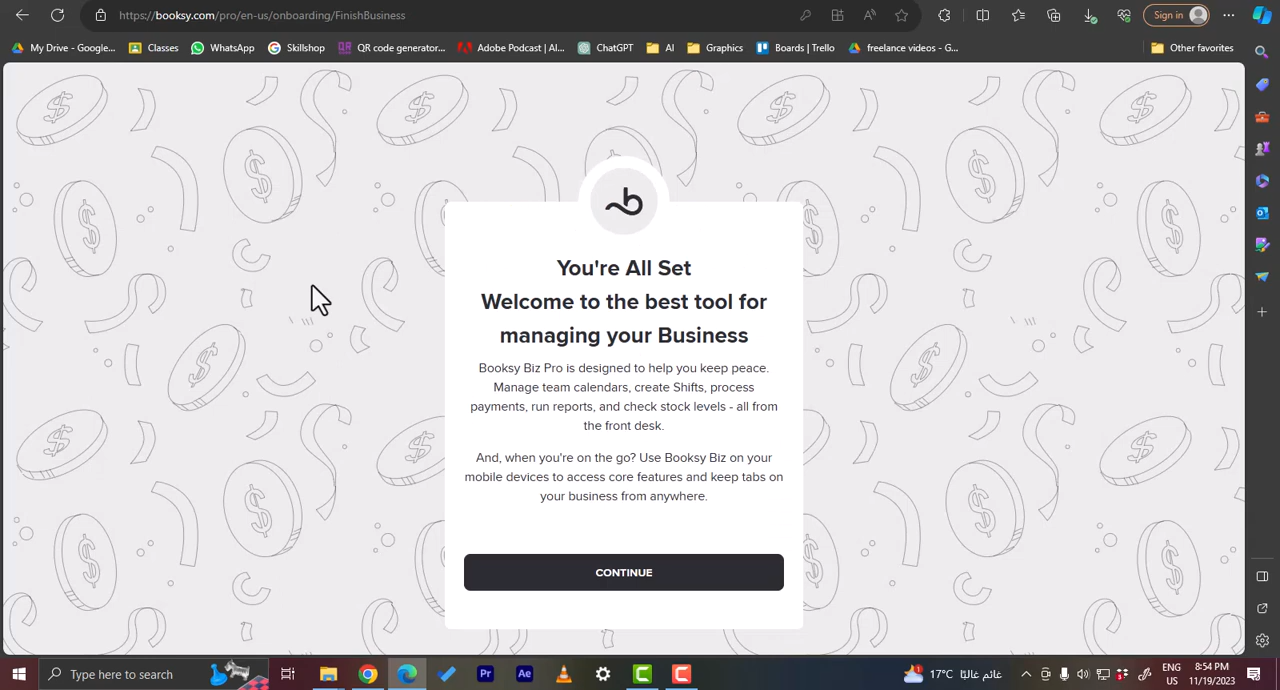 https://booksy.com/pro/en-us/onboarding/FinishBusiness
Sign in
My Drive - Google...
Classes
WhatsApp
Skillshop
QR code generator...
Adobe Podcast | AI...
ChatGPT
AI
Graphics
Boards | Trello
freelance videos - G...
Other favorites
You're All Set
Welcome to the best tool for
managing your Business
Booksy Biz Pro is designed to help you keep peace.
Manage team calendars, create Shifts, process
payments, run reports, and check stock levels - all from
the front desk.
And, when you're on the go? Use Booksy Biz on your
mobile devices to access core features and keep tabs on
your business from anywhere.
CONTINUE
Type here to search
17°C غائم غالبًا
ENG
US
8:54 PM
11/19/2023